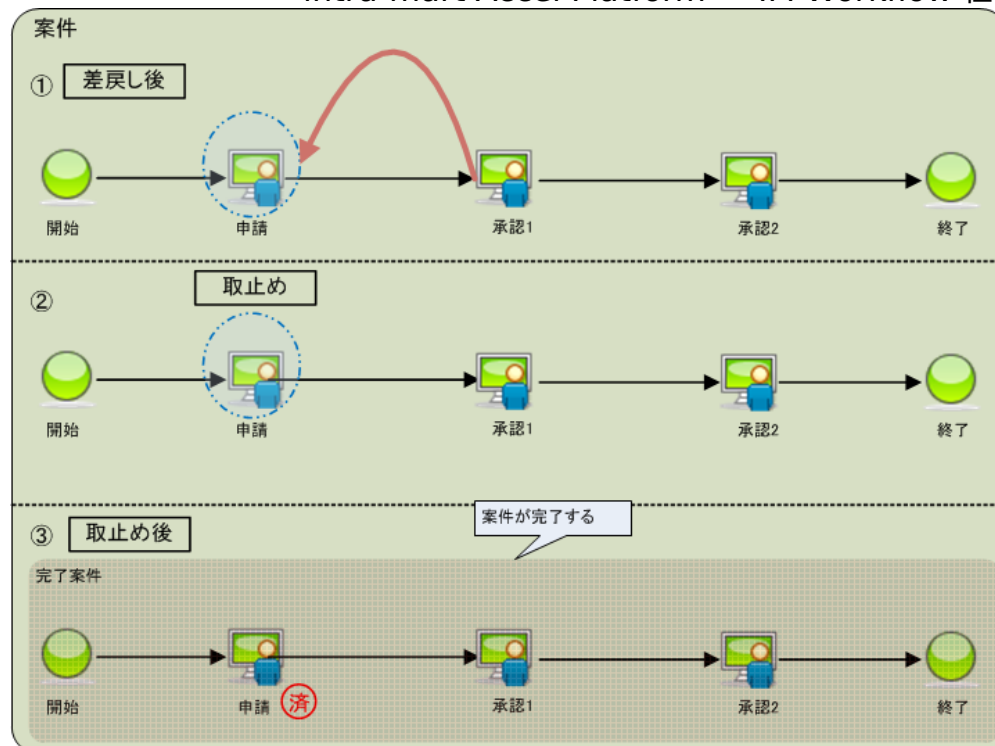 案件
① 差戻し後
開始 申請 承認1 承認2 終了
② 取止め
開始 申請 承認1 承認2 終了
案件が完了する
③ 取止め後
完了案件
開始 申請 済 承認1 承認2 終了